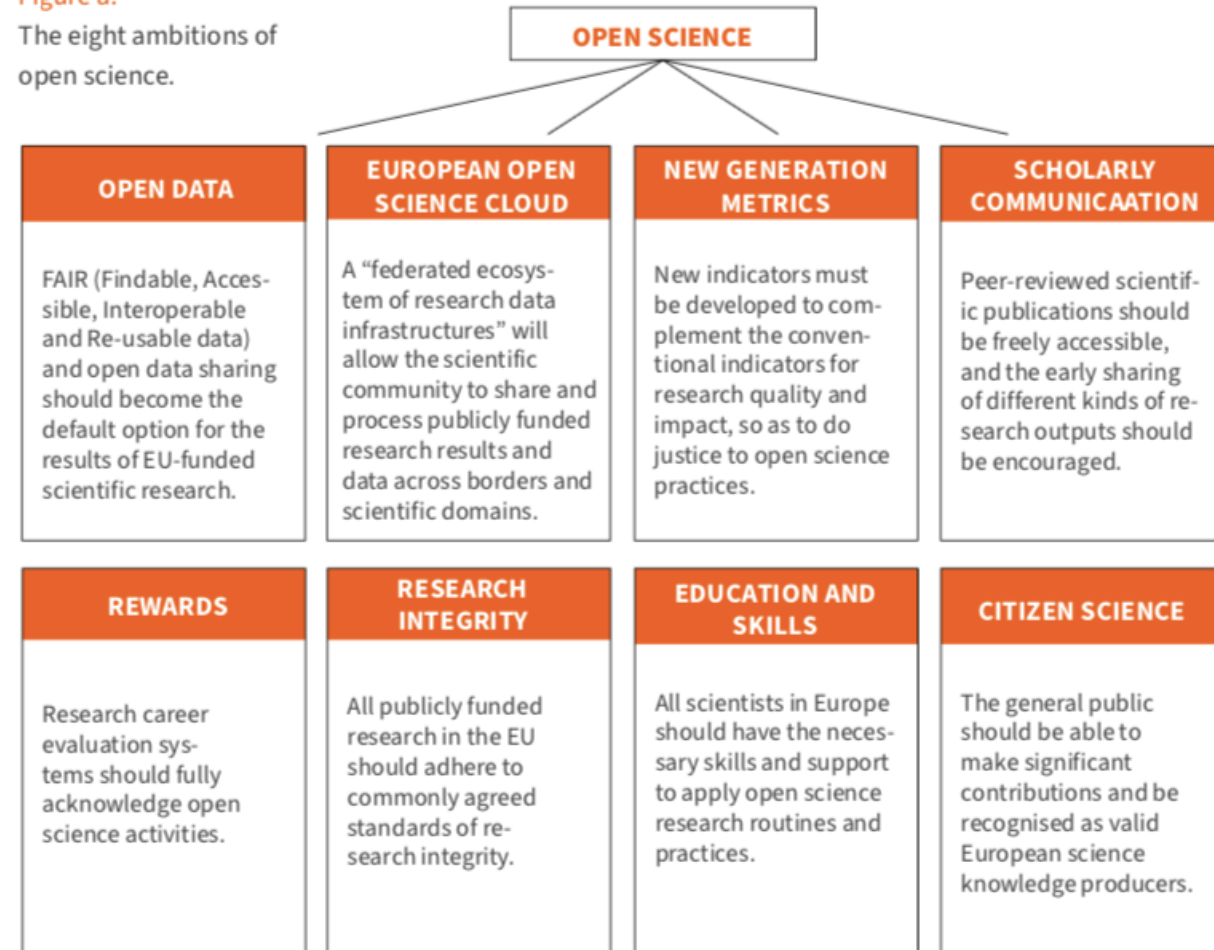 Figure a.
The eight ambitions of
open science.
OPEN SCIENCE
OPEN DATA
FAIR (Findable, Acces-
sible, Interoperable
and Re-usable data)
and open data sharing
should become the
default option for the
results of EU-funded
scientific research.
EUROPEAN OPEN
SCIENCE CLOUD
A “federated ecosys-
tem of research data
infrastructures” will
allow the scientific
community to share and
process publicly funded
research results and
data across borders and
scientific domains.
NEW GENERATION
METRICS
New indicators must
be developed to com-
plement the conven-
tional indicators for
research quality and
impact, so as to do
justice to open science
practices.
SCHOLARLY
COMMUNICAATION
Peer-reviewed scientif-
ic publications should
be freely accessible,
and the early sharing
of different kinds of re-
search outputs should
be encouraged.
REWARDS
Research career
evaluation sys-
tems should fully
acknowledge open
science activities.
RESEARCH
INTEGRITY
All publicly funded
research in the EU
should adhere to
commonly agreed
standards of re-
search integrity.
EDUCATION AND
SKILLS
All scientists in Europe
should have the neces-
sary skills and support
to apply open science
research routines and
practices.
CITIZEN SCIENCE
The general public
should be able to
make significant
contributions and be
recognised as valid
European science
knowledge producers.